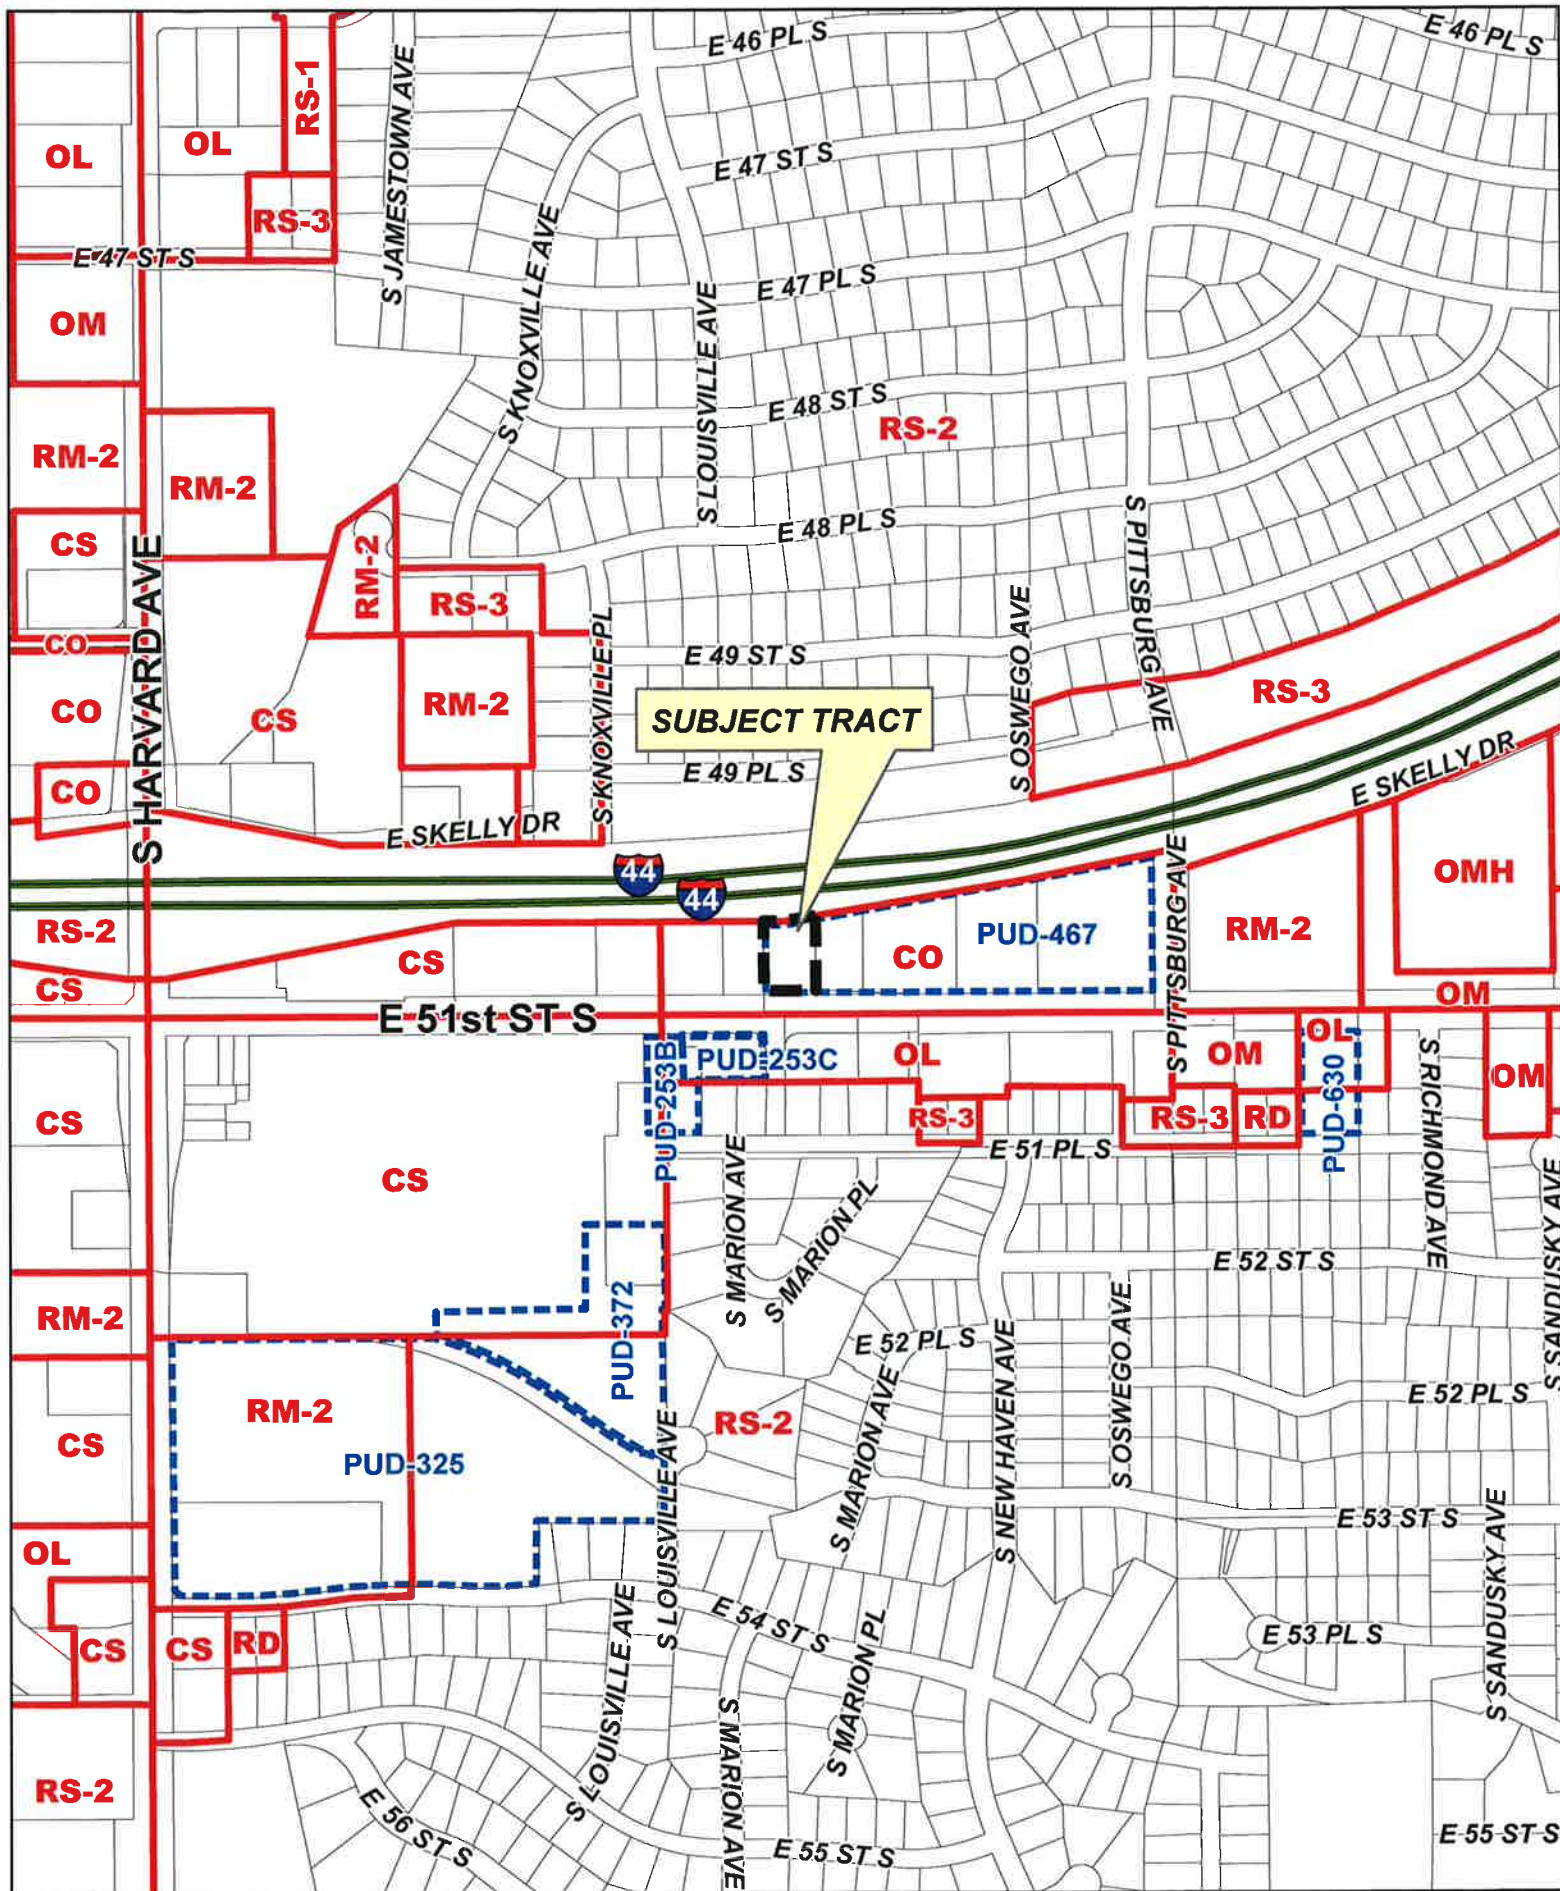 E 46 PL S
E 46 PL S
RS-1
S JAMESTOWN AVE
OL
OL
E 47 ST S
RS-3
E 47 ST S
S KNOXVILLE AVE
E 47 PL S
OM
S LOUISVILLE AVE
E 48 ST S
RS-2
RM-2
RM-2
E 48 PL S
S PITTSBURG AVE
CS
RM-2
RS-3
S OSWEGO AVE
CO
S HARVARD AVE
S KNOXVILLE PL
E 49 ST S
RS-3
CO
CS
RM-2
SUBJECT TRACT
E 49 PL S
CO
E SKELLY DR
E SKELLY DR
44
44
OMH
S PITTSBURG AVE
RS-2
CS
CO
PUD-467
RM-2
CS
OM
E 51st ST S
OL
PUD-253B
PUD-253C
OL
OM
PUD-630
S RICHMOND AVE
OM
CS
RS-3
RS-3
RD
E 51 PL S
CS
S MARION AVE
S MARION PL
S SANDUSKY AVE
E 52 ST S
RM-2
PUD-372
S OSWEGO AVE
E 52 PL S
S NEW HAVEN AVE
E 52 PL S
RM-2
RS-2
S MARION AVE
CS
PUD-325
S LOUISVILLE AVE
E 53 ST S
S SANDUSKY AVE
OL
S LOUISVILLE AVE
E 54 ST S
S MARION PL
E 53 PL S
CS
CS
RD
S MARION AVE
RS-2
E 56 ST S
E 55 ST S
E 55 ST S